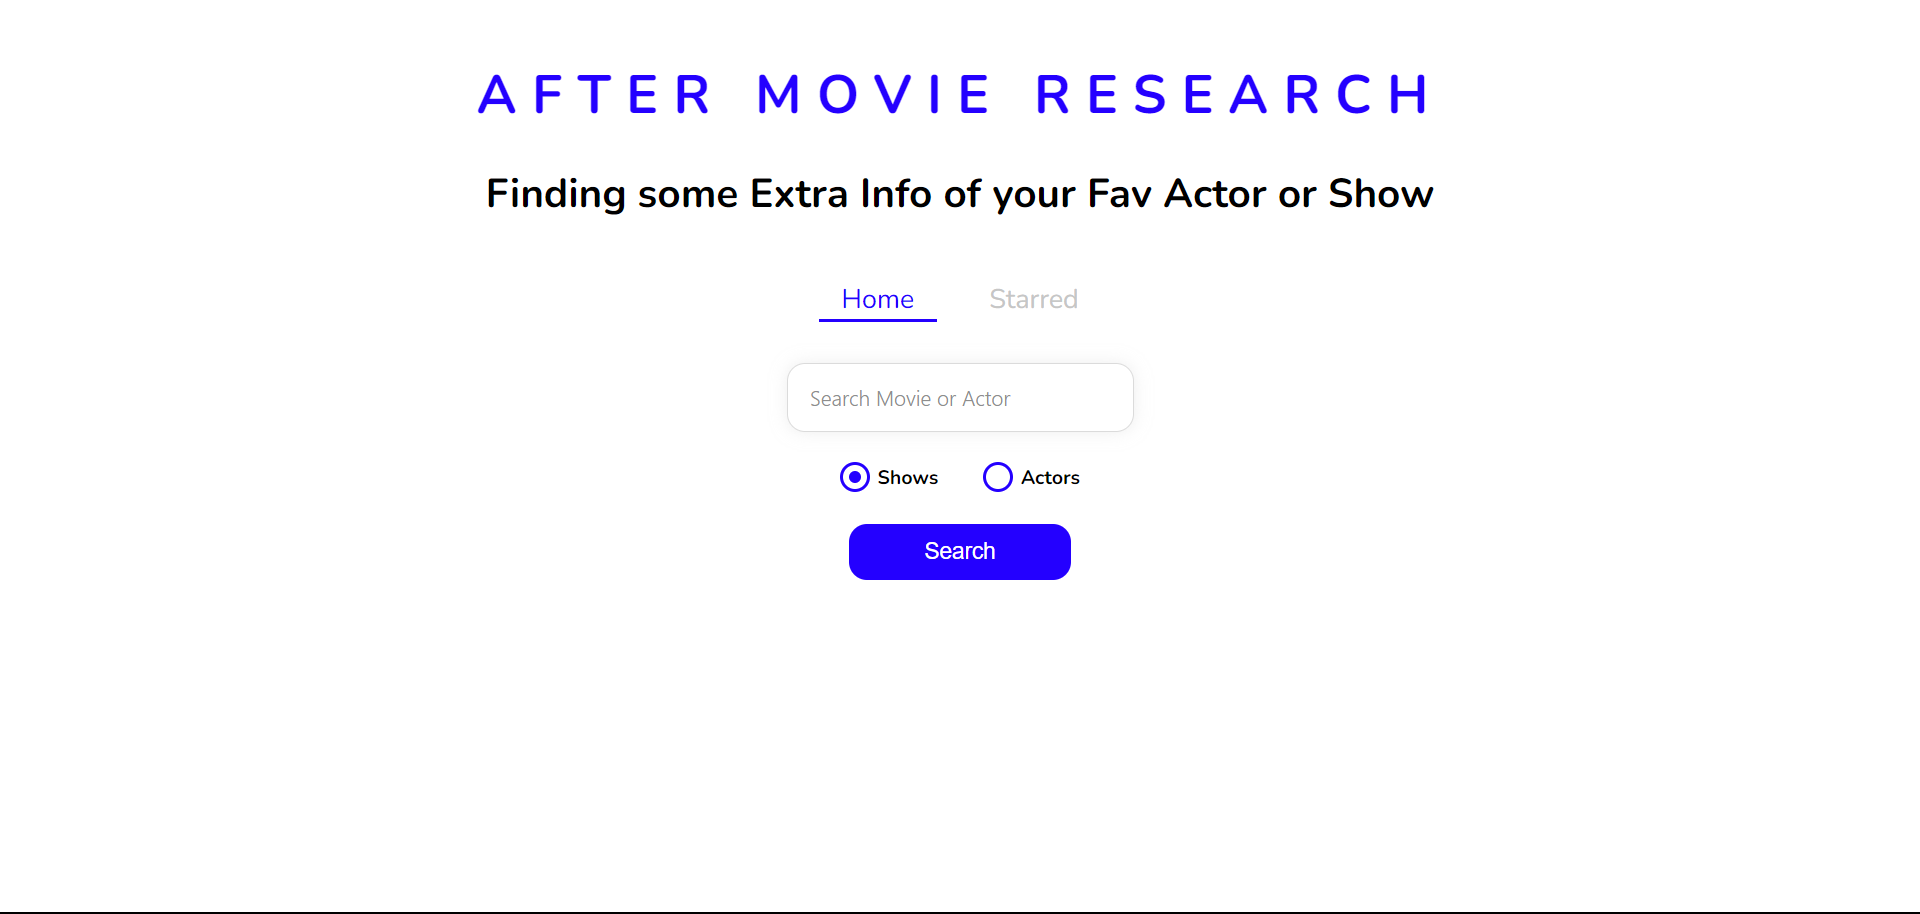 AFTER MOVIE RESEARCH
Finding some Extra Info of your Fav Actor or Show
Home Starred
Search Movie or Actor
Shows Actors
Search